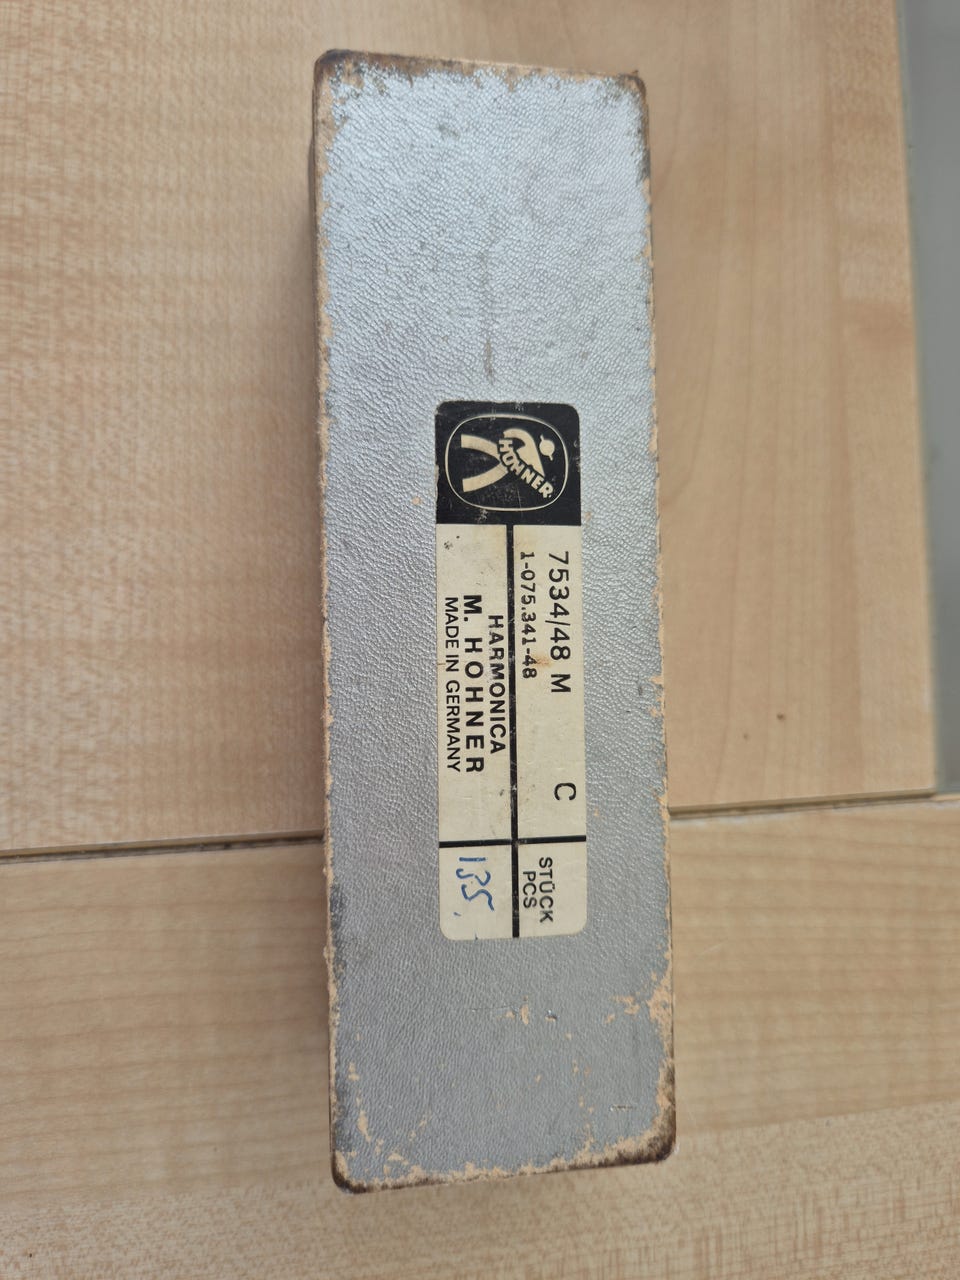 HOHNER
7534/48 M C
1-075.341-48
HARMONICA
M. HOHNER
MADE IN GERMANY
STÜCK
PCS
135,